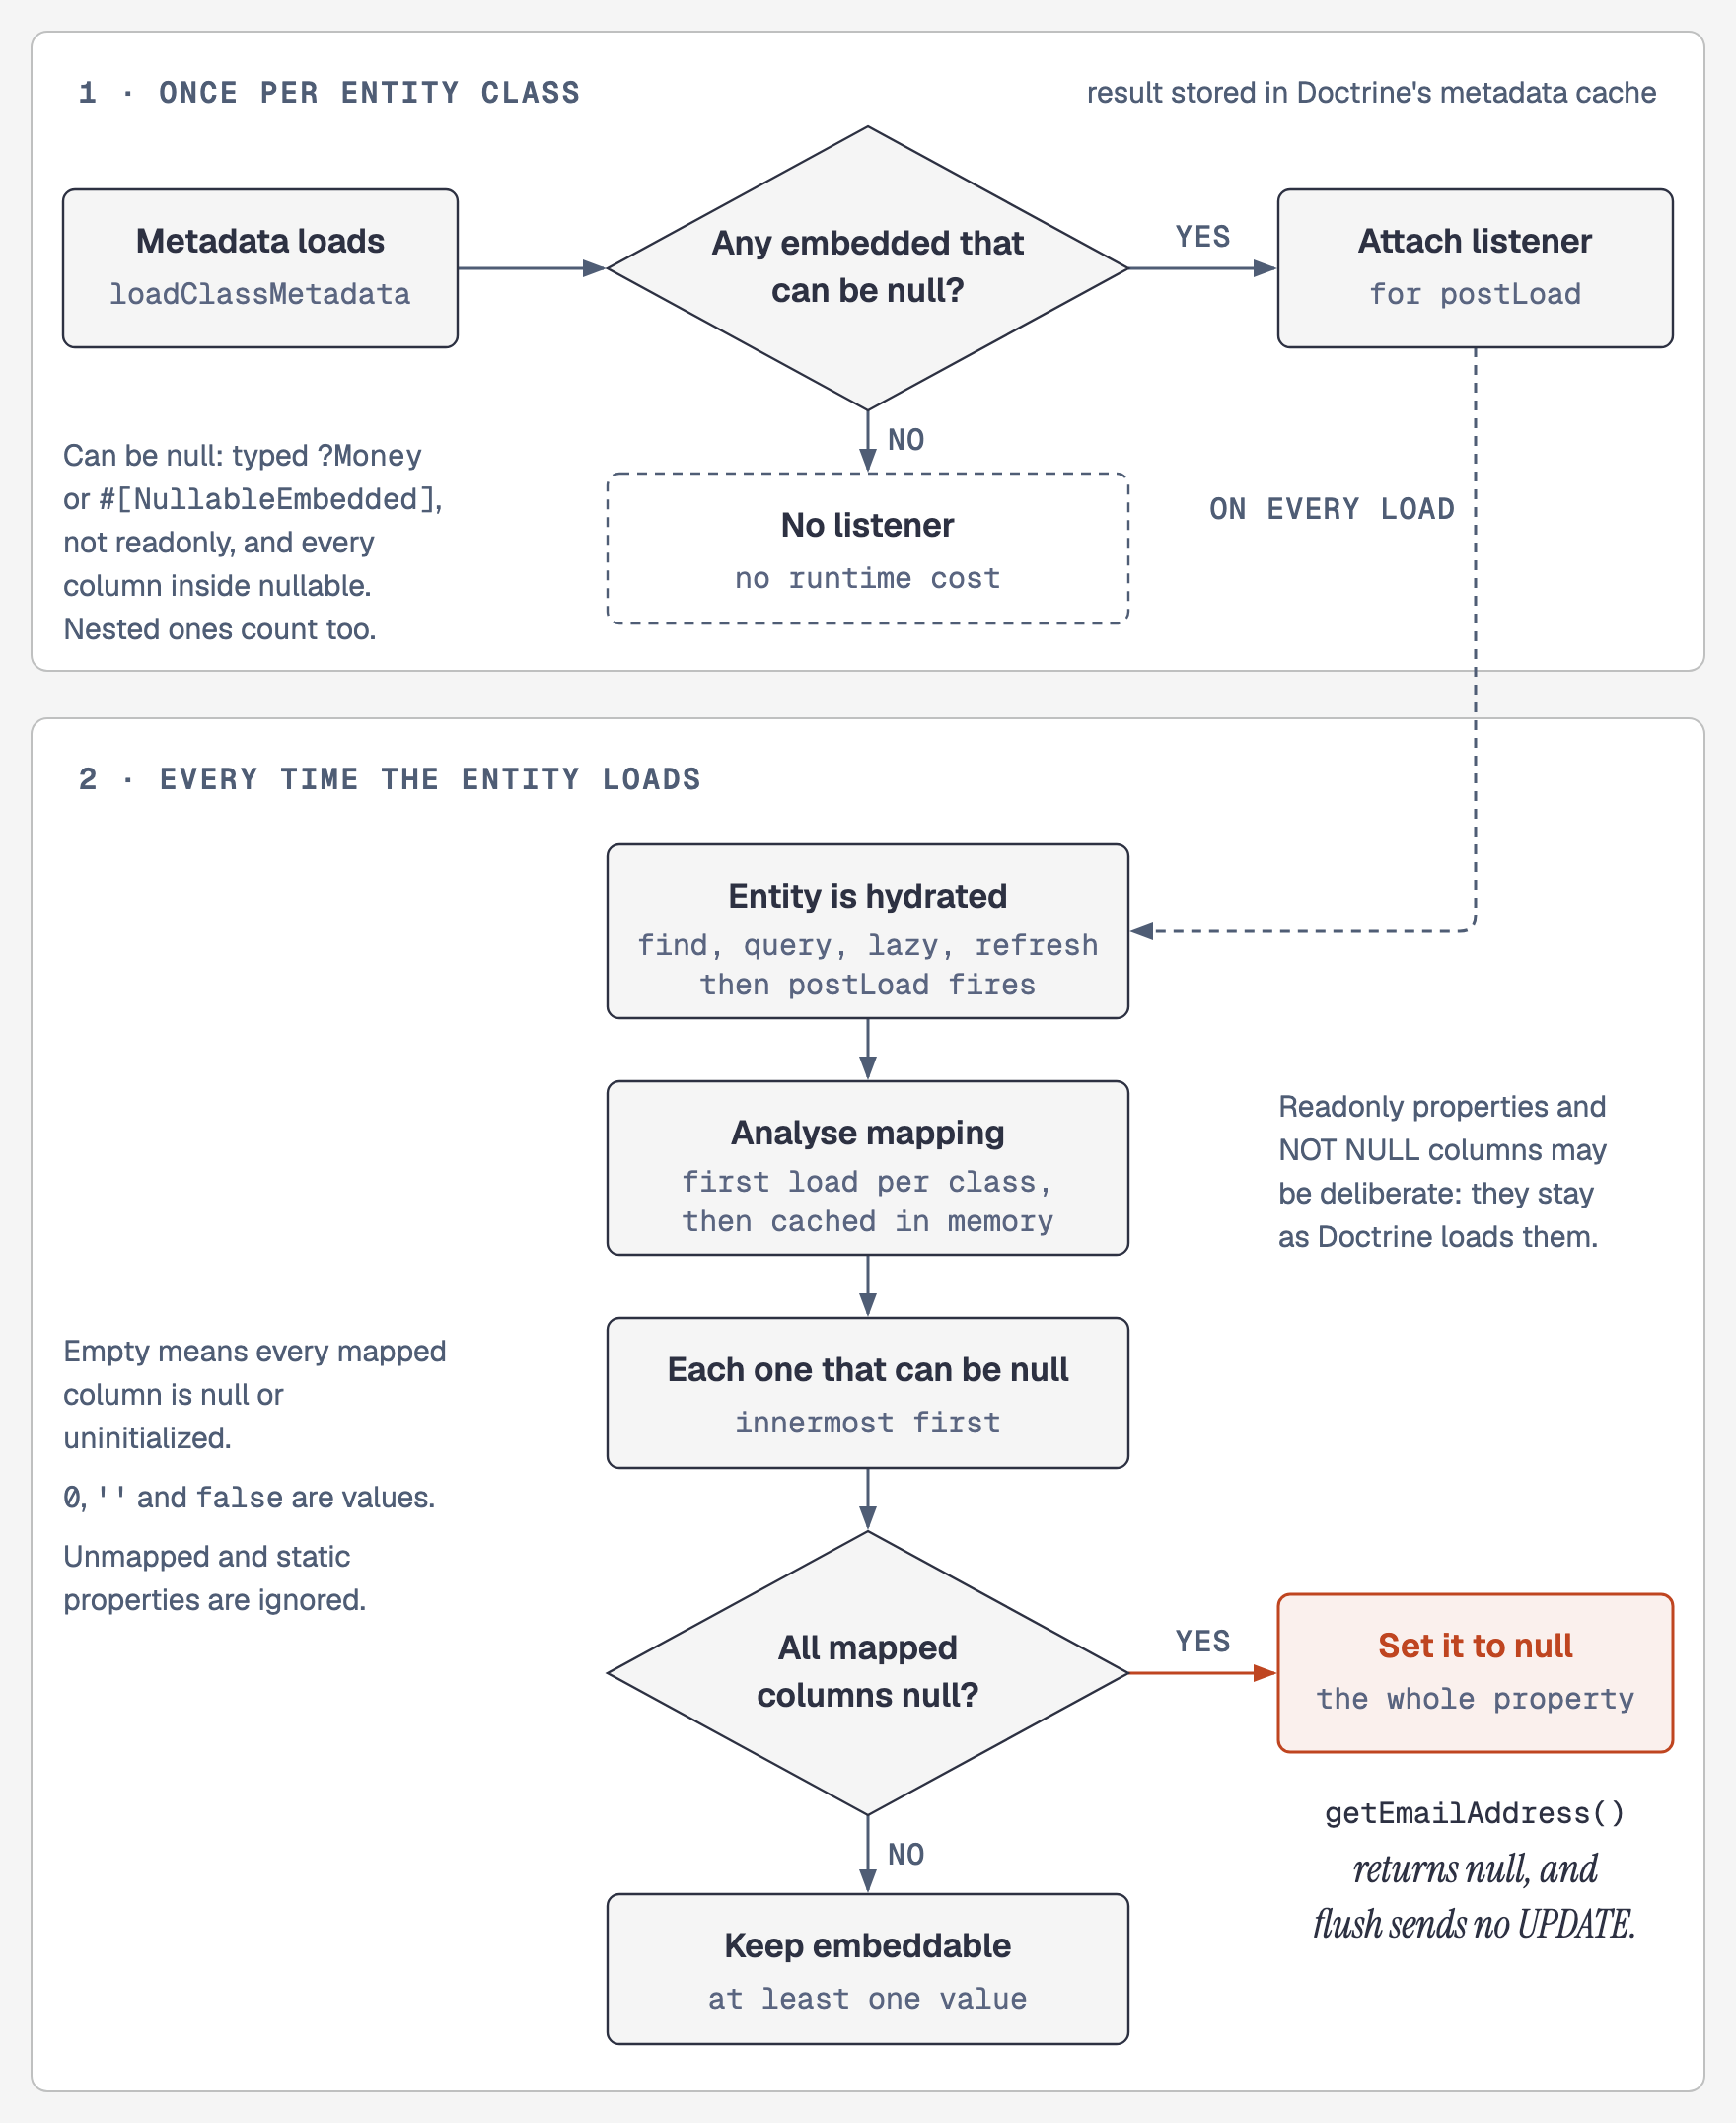 1 · ONCE PER ENTITY CLASS
result stored in Doctrine's metadata cache
Metadata loads
loadClassMetadata
Any embedded that
can be null?
YES
Attach listener
for postLoad
NO
Can be null: typed ?Money
or #[NullableEmbedded],
not readonly, and every
column inside nullable.
Nested ones count too.
No listener
no runtime cost
ON EVERY LOAD
2 · EVERY TIME THE ENTITY LOADS
Entity is hydrated
find, query, lazy, refresh
then postLoad fires
Analyse mapping
first load per class,
then cached in memory
Readonly properties and
NOT NULL columns may
be deliberate: they stay
as Doctrine loads them.
Each one that can be null
innermost first
Empty means every mapped
column is null or
uninitialized.
0, '' and false are values.
Unmapped and static
properties are ignored.
All mapped
columns null?
YES
Set it to null
the whole property
getEmailAddress()
returns null, and
flush sends no UPDATE.
NO
Keep embeddable
at least one value